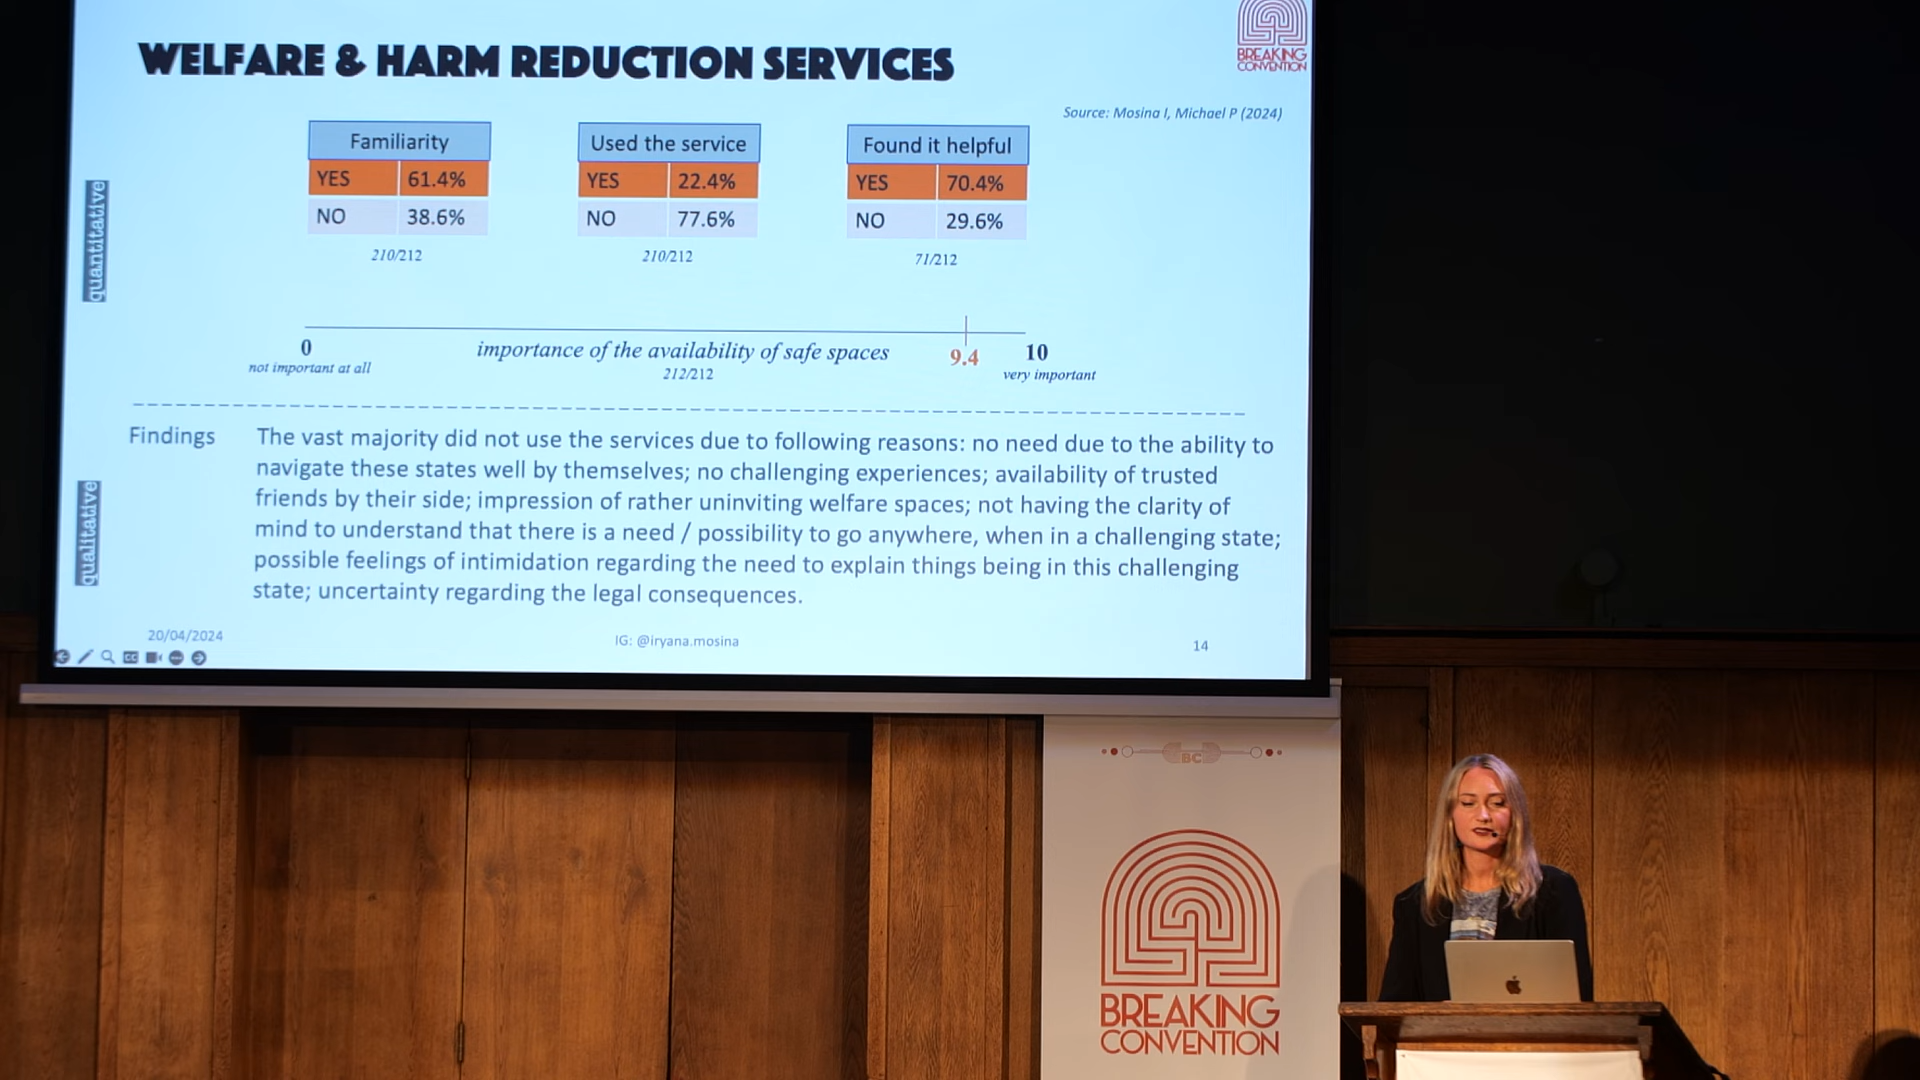 WELFARE & HARM REDUCTION SERVICES
BREAKING
CONVENTION
Source: Mosina I, Michael P (2024)
quantitative
Familiarity
YES 61.4%
NO 38.6%
210/212
Used the service
YES 22.4%
NO 77.6%
210/212
Found it helpful
YES 70.4%
NO 29.6%
71/212
0
not important at all
importance of the availability of safe spaces
212/212
9.4
10
very important
qualitative
Findings
The vast majority did not use the services due to following reasons: no need due to the ability to
navigate these states well by themselves; no challenging experiences; availability of trusted
friends by their side; impression of rather uninviting welfare spaces; not having the clarity of
mind to understand that there is a need / possibility to go anywhere, when in a challenging state;
possible feelings of intimidation regarding the need to explain things being in this challenging
state; uncertainty regarding the legal consequences.
20/04/2024
IG: @iryana.mosina
14
CC
BC
BREAKING
CONVENTION